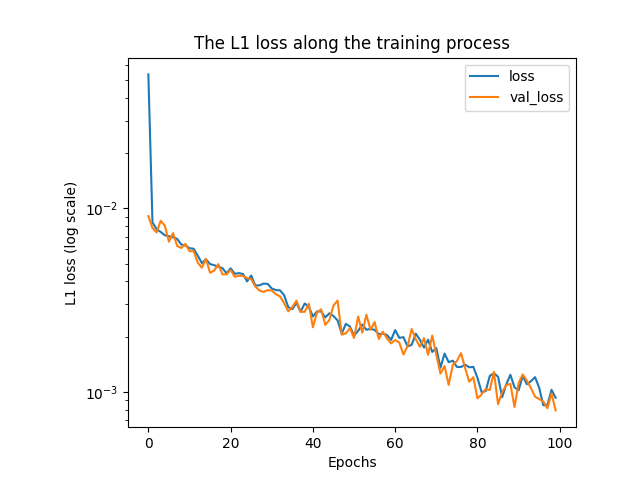 The L1 loss along the training process
loss
val_loss
L1 loss (log scale)
10⁻²
10⁻³
0 20 40 60 80 100
Epochs